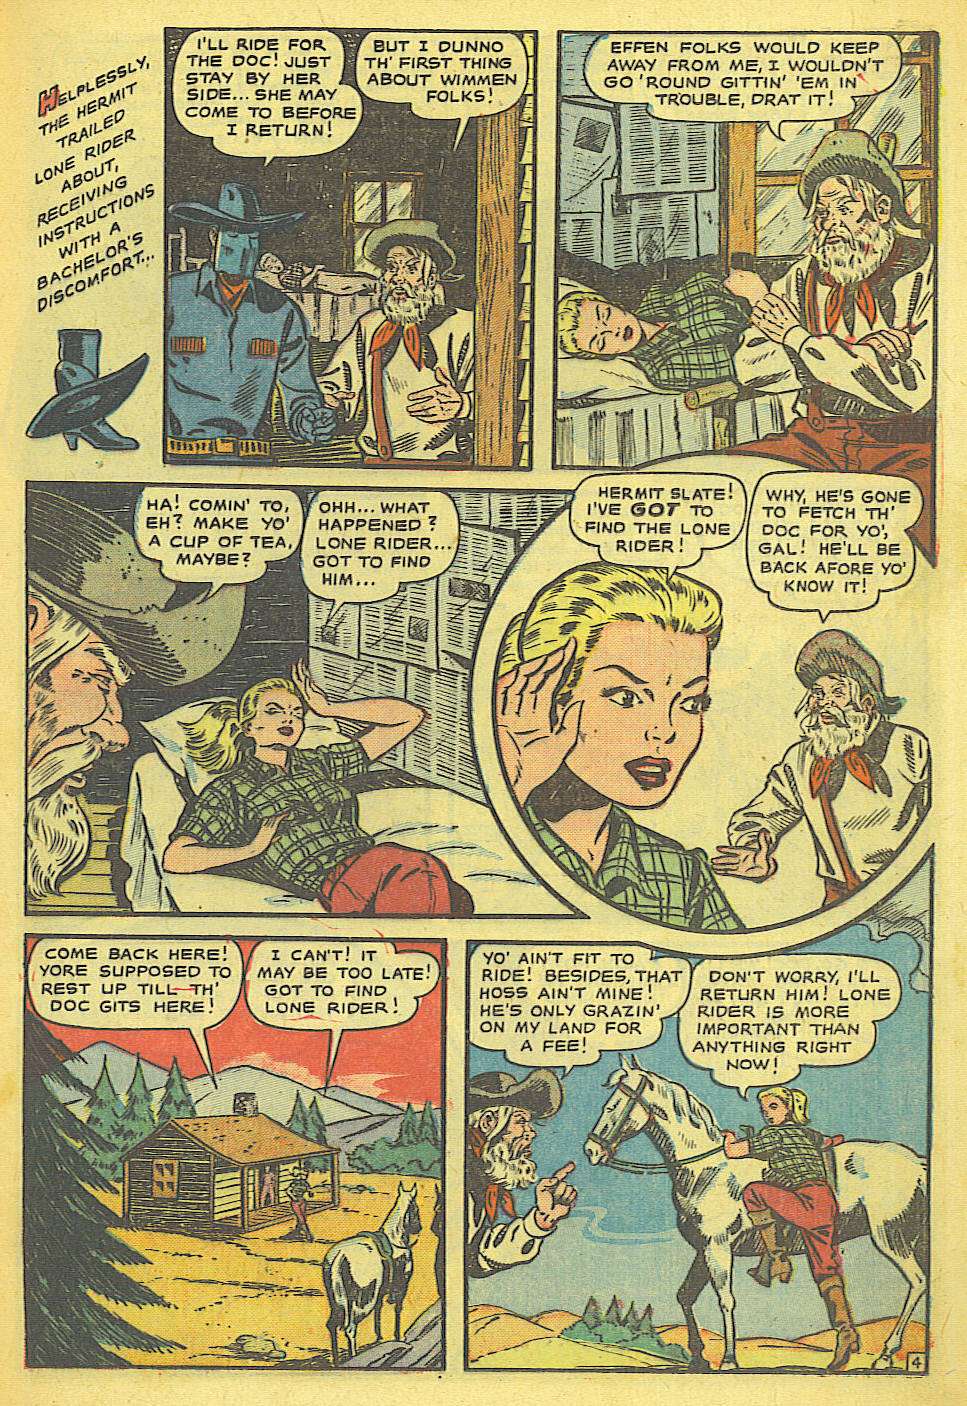 HELPLESSLY,
THE HERMIT
TRAILED
LONE RIDER
ABOUT,
RECEIVING
INSTRUCTIONS
WITH A
BACHELOR'S
DISCOMFORT...
I'LL RIDE FOR
THE DOC! JUST
STAY BY HER
SIDE... SHE MAY
COME TO BEFORE
I RETURN!
BUT I DUNNO
TH' FIRST THING
ABOUT WIMMEN
FOLKS!
EFFEN FOLKS WOULD KEEP
AWAY FROM ME, I WOULDN'T
GO 'ROUND GITTIN' 'EM IN
TROUBLE, DRAT IT!
HA! COMIN' TO,
EH? MAKE YO'
A CUP OF TEA,
MAYBE?
OHH... WHAT
HAPPENED?
LONE RIDER...
GOT TO FIND
HIM...
HERMIT SLATE!
I'VE GOT TO
FIND THE LONE
RIDER!
WHY, HE'S GONE
TO FETCH TH'
DOC FOR YO',
GAL! HE'LL BE
BACK AFORE YO'
KNOW IT!
COME BACK HERE!
YORE SUPPOSED TO
REST UP TILL TH'
DOC GITS HERE!
I CAN'T! IT
MAY BE TOO LATE!
GOT TO FIND
LONE RIDER!
YO' AIN'T FIT TO
RIDE! BESIDES, THAT
HOSS AIN'T MINE!
HE'S ONLY GRAZIN'
ON MY LAND FOR
A FEE!
DON'T WORRY, I'LL
RETURN HIM! LONE
RIDER IS MORE
IMPORTANT THAN
ANYTHING RIGHT
NOW!
4